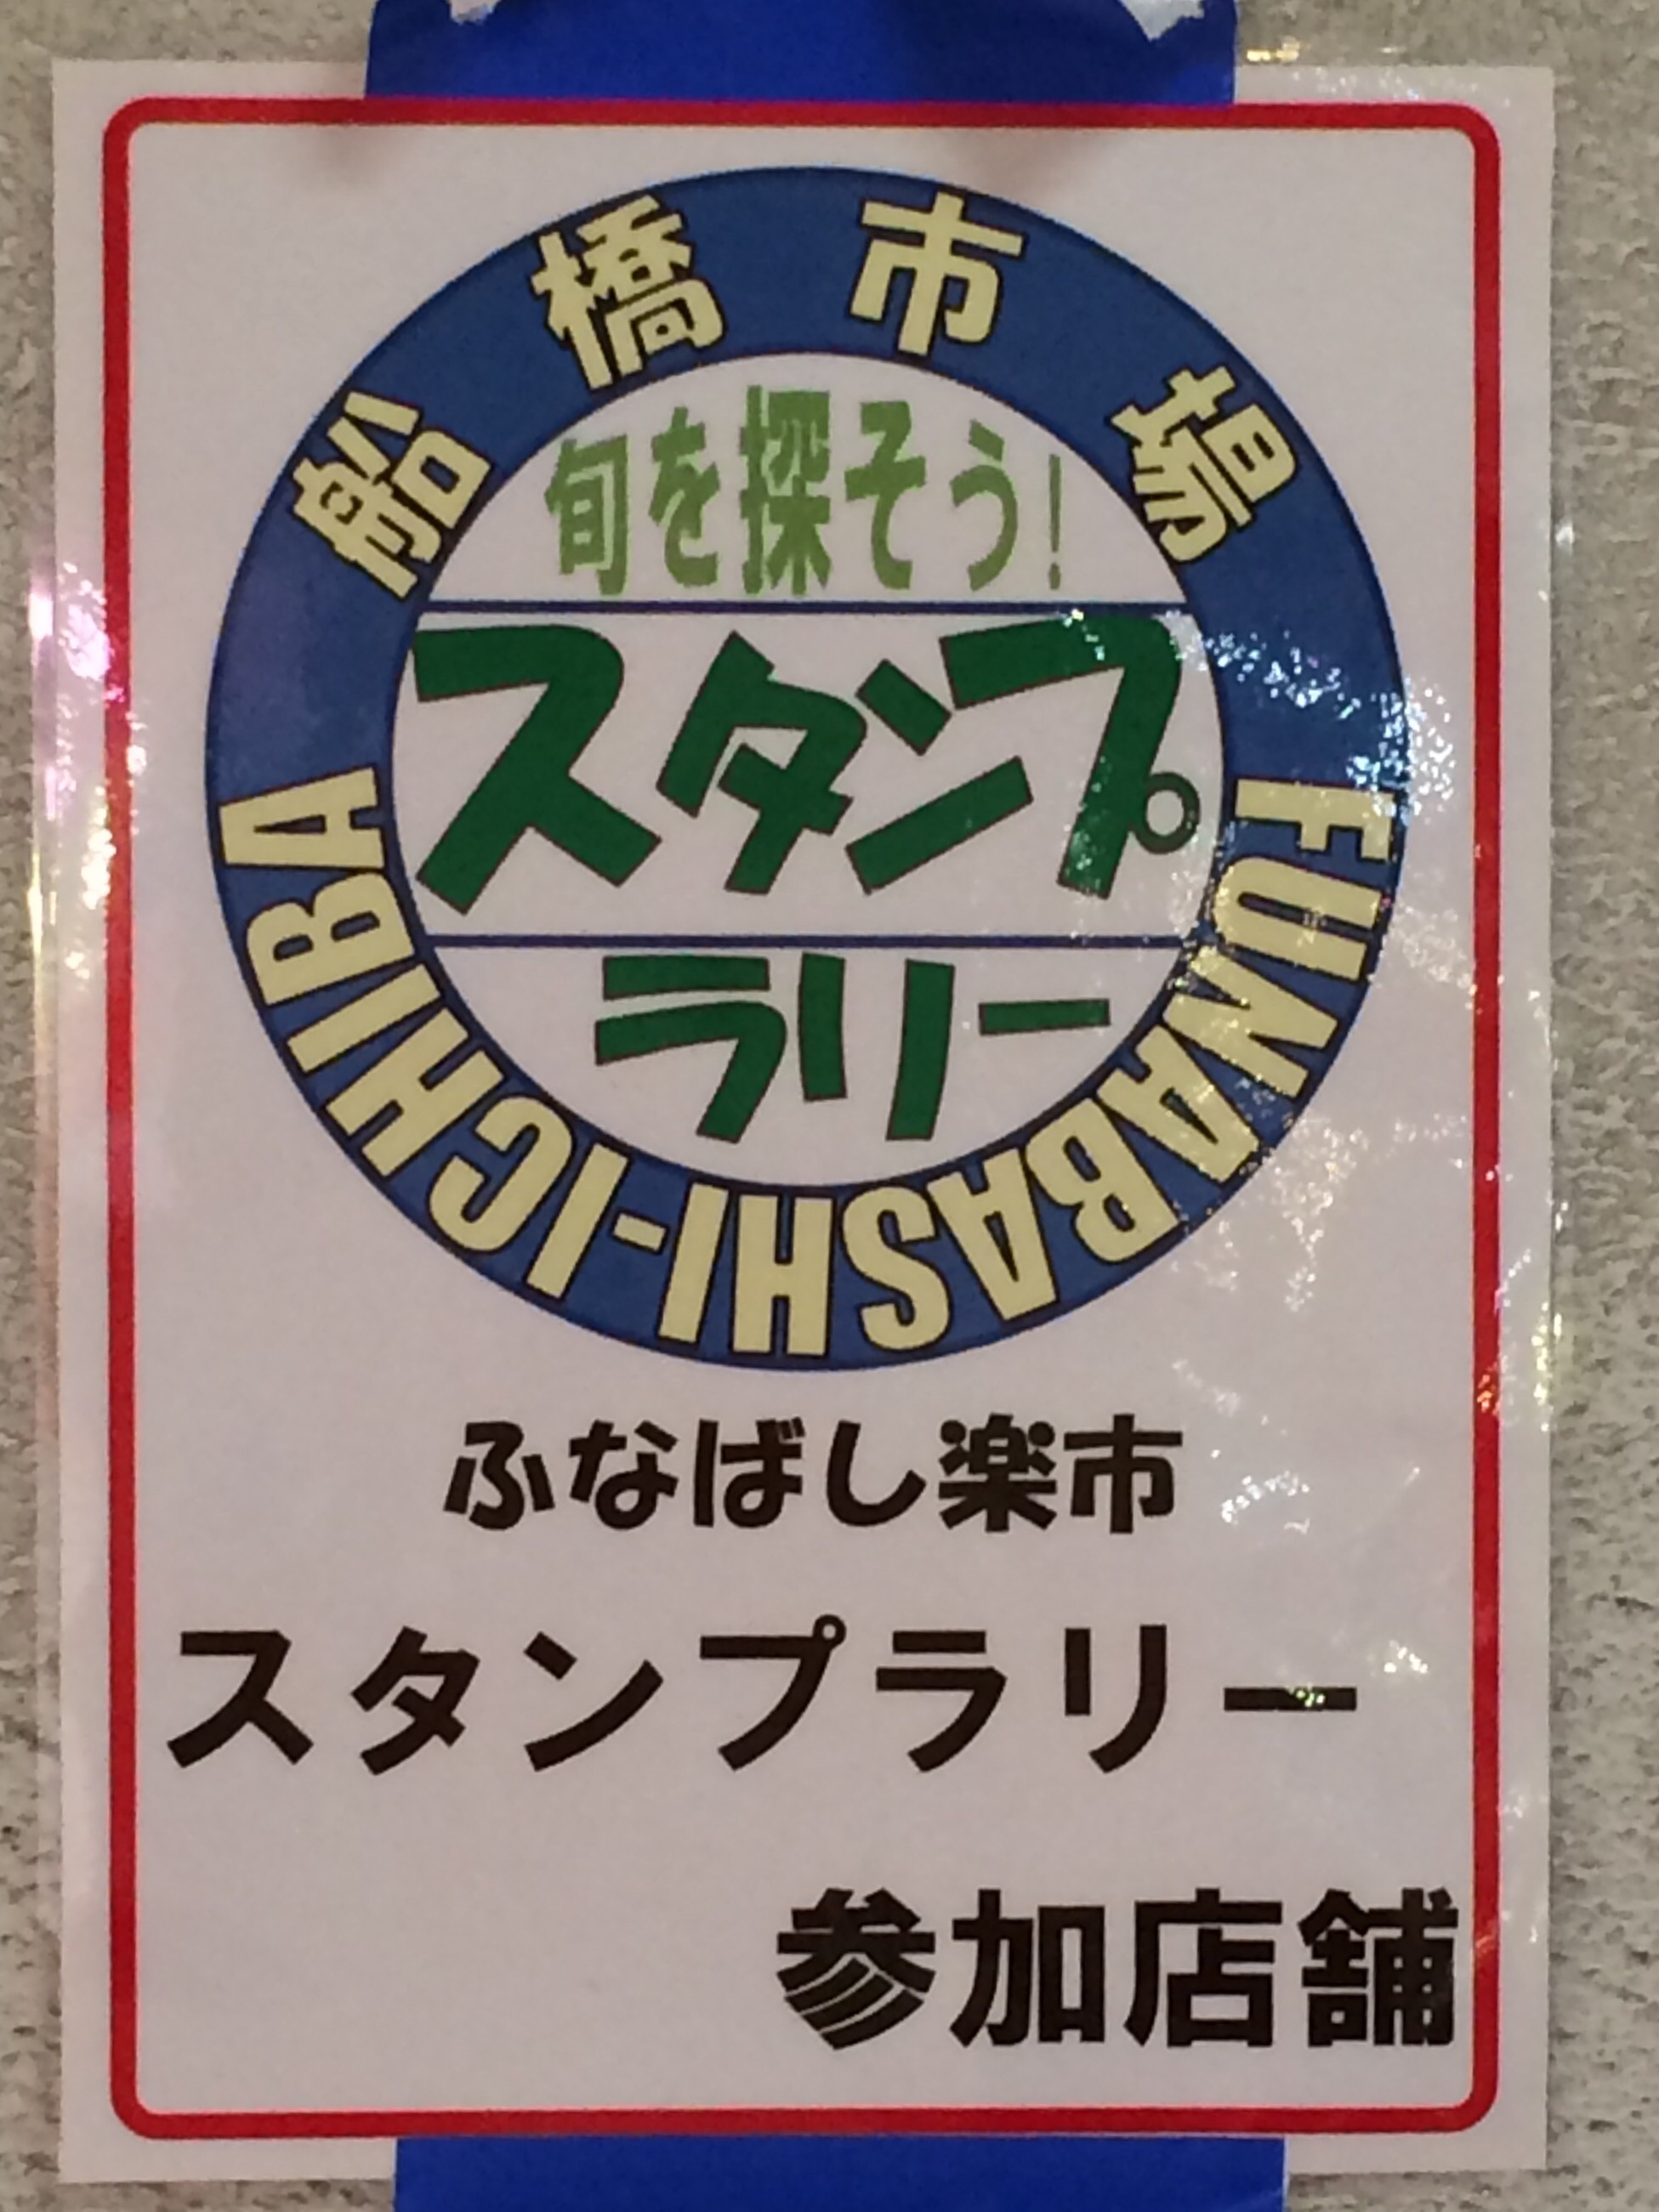 船橋市場
旬を探そう!
スタンプ
ラリー
FUNABASHI-ICHIBA
ふなばし楽市
スタンプラリー
参加店舗